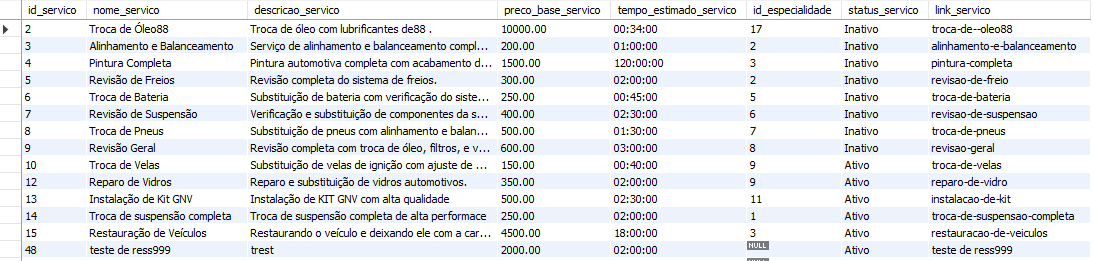 id_servico nome_servico descricao_servico preco_base_servico tempo_estimado_servico id_especialidade status_servico link_servico
2 Troca de Óleo88 Troca de óleo com lubrificantes de88 . 10000.00 00:34:00 17 Inativo troca-de--oleo88
3 Alinhamento e Balanceamento Serviço de alinhamento e balanceamento compl... 200.00 01:00:00 2 Inativo alinhamento-e-balanceamento
4 Pintura Completa Pintura automotiva completa com acabamento d... 1500.00 120:00:00 3 Inativo pintura-completa
5 Revisão de Freios Revisão completa do sistema de freios. 300.00 02:00:00 2 Inativo revisao-de-freio
6 Troca de Bateria Substituição de bateria com verificação do siste... 250.00 00:45:00 5 Inativo troca-de-bateria
7 Revisão de Suspensão Verificação e substituição de componentes da s... 400.00 02:30:00 6 Inativo revisao-de-suspensao
8 Troca de Pneus Substituição de pneus com alinhamento e balan... 500.00 01:30:00 7 Inativo troca-de-pneus
9 Revisão Geral Revisão completa com troca de óleo, filtros, e v... 600.00 03:00:00 8 Inativo revisao-geral
10 Troca de Velas Substituição de velas de ignição com ajuste de ... 150.00 00:40:00 9 Ativo troca-de-velas
12 Reparo de Vidros Reparo e substituição de vidros automotivos. 350.00 02:00:00 9 Ativo reparo-de-vidro
13 Instalação de Kit GNV Instalação de KIT GNV com alta qualidade 500.00 02:30:00 11 Ativo instalacao-de-kit
14 Troca de suspensão completa Troca de suspensão completa de alta performace 250.00 02:00:00 1 Ativo troca-de-suspensao-completa
15 Restauração de Veículos Restaurando o veículo e deixando ele com a car... 4500.00 18:00:00 3 Ativo restauracao-de-veiculos
48 teste de ress999 trest 2000.00 02:00:00 NULL Ativo teste de ress999